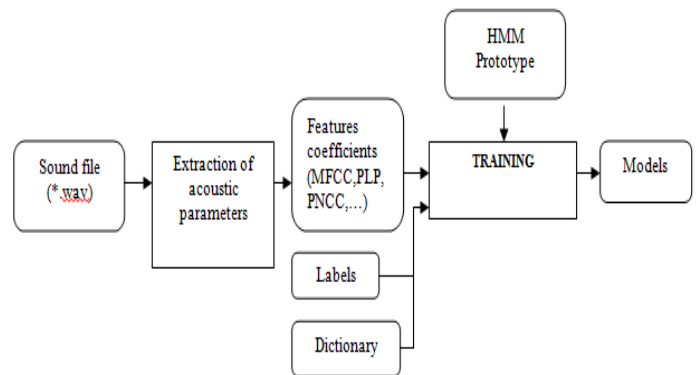 HMM
Prototype
Sound file
(*.wav)
Extraction of
acoustic
parameters
Features
coefficients
(MFCC,PLP,
PNCC,...)
TRAINING
Models
Labels
Dictionary